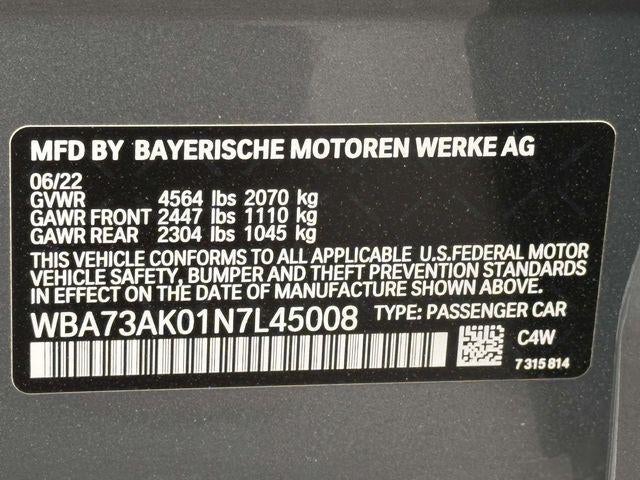 MFD BY BAYERISCHE MOTOREN WERKE AG
06/22
GVWR 4564 lbs 2070 kg
GAWR FRONT 2447 lbs 1110 kg
GAWR REAR 2304 lbs 1045 kg
THIS VEHICLE CONFORMS TO ALL APPLICABLE U.S.FEDERAL MOTOR
VEHICLE SAFETY, BUMPER AND THEFT PREVENTION STANDARDS
IN EFFECT ON THE DATE OF MANUFACTURE SHOWN ABOVE.
WBA73AK01N7L45008 TYPE: PASSENGER CAR
C4W
7 315 814